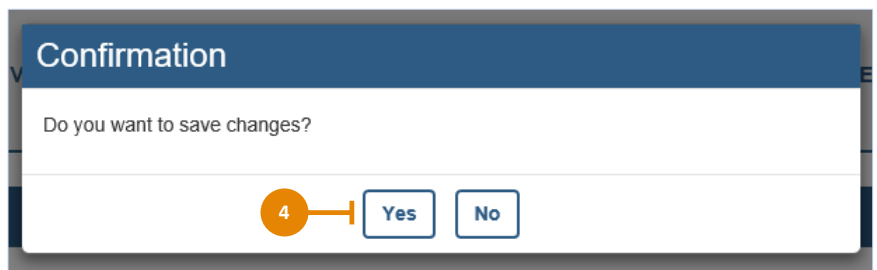 Confirmation
V
E
Do you want to save changes?
4 Yes No